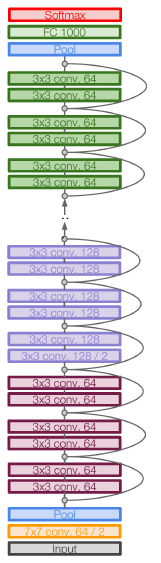 Softmax
FC 1000
Pool
3x3 conv, 64
3x3 conv, 64
3x3 conv, 64
3x3 conv, 64
3x3 conv, 64
3x3 conv, 64
..
3x3 conv, 128
3x3 conv, 128
3x3 conv, 128
3x3 conv, 128
3x3 conv, 128
3x3 conv, 128 / 2
3x3 conv, 64
3x3 conv, 64
3x3 conv, 64
3x3 conv, 64
3x3 conv, 64
3x3 conv, 64
Pool
7x7 conv, 64 / 2
Input